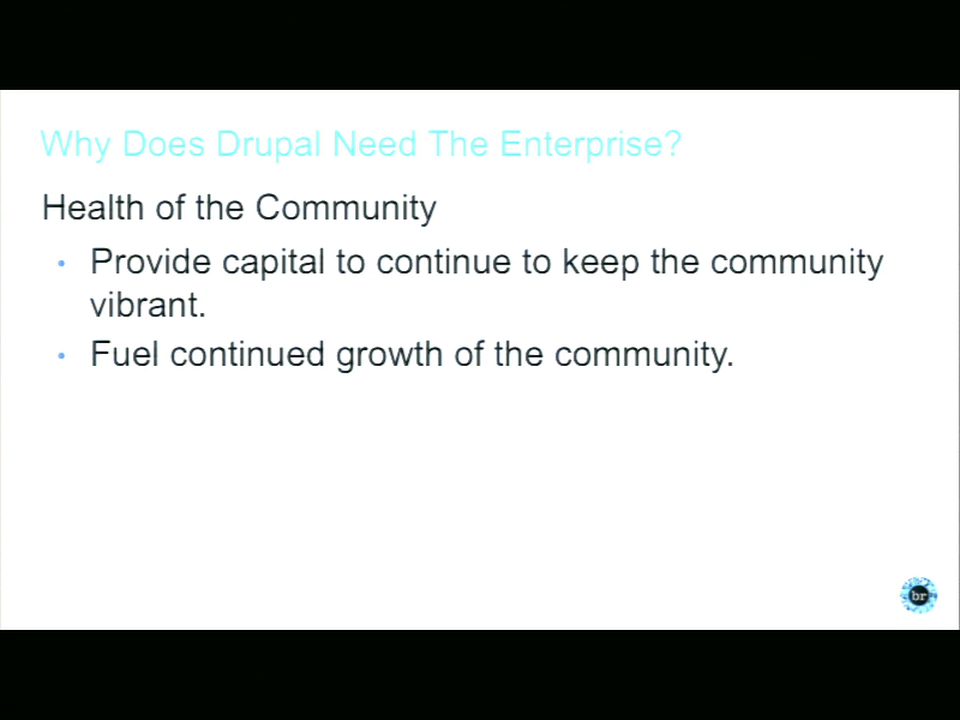 Why Does Drupal Need The Enterprise?
Health of the Community
• Provide capital to continue to keep the community
vibrant.
• Fuel continued growth of the community.
br